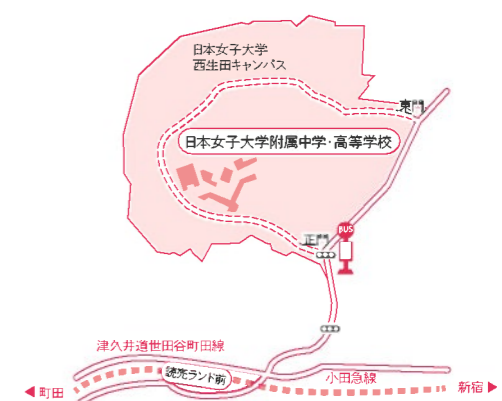 日本女子大学
西生田キャンパス
東門
日本女子大学附属中学・高等学校
BUS
正門
津久井道世田谷町田線
読売ランド前
小田急線
◀町田
新宿▶